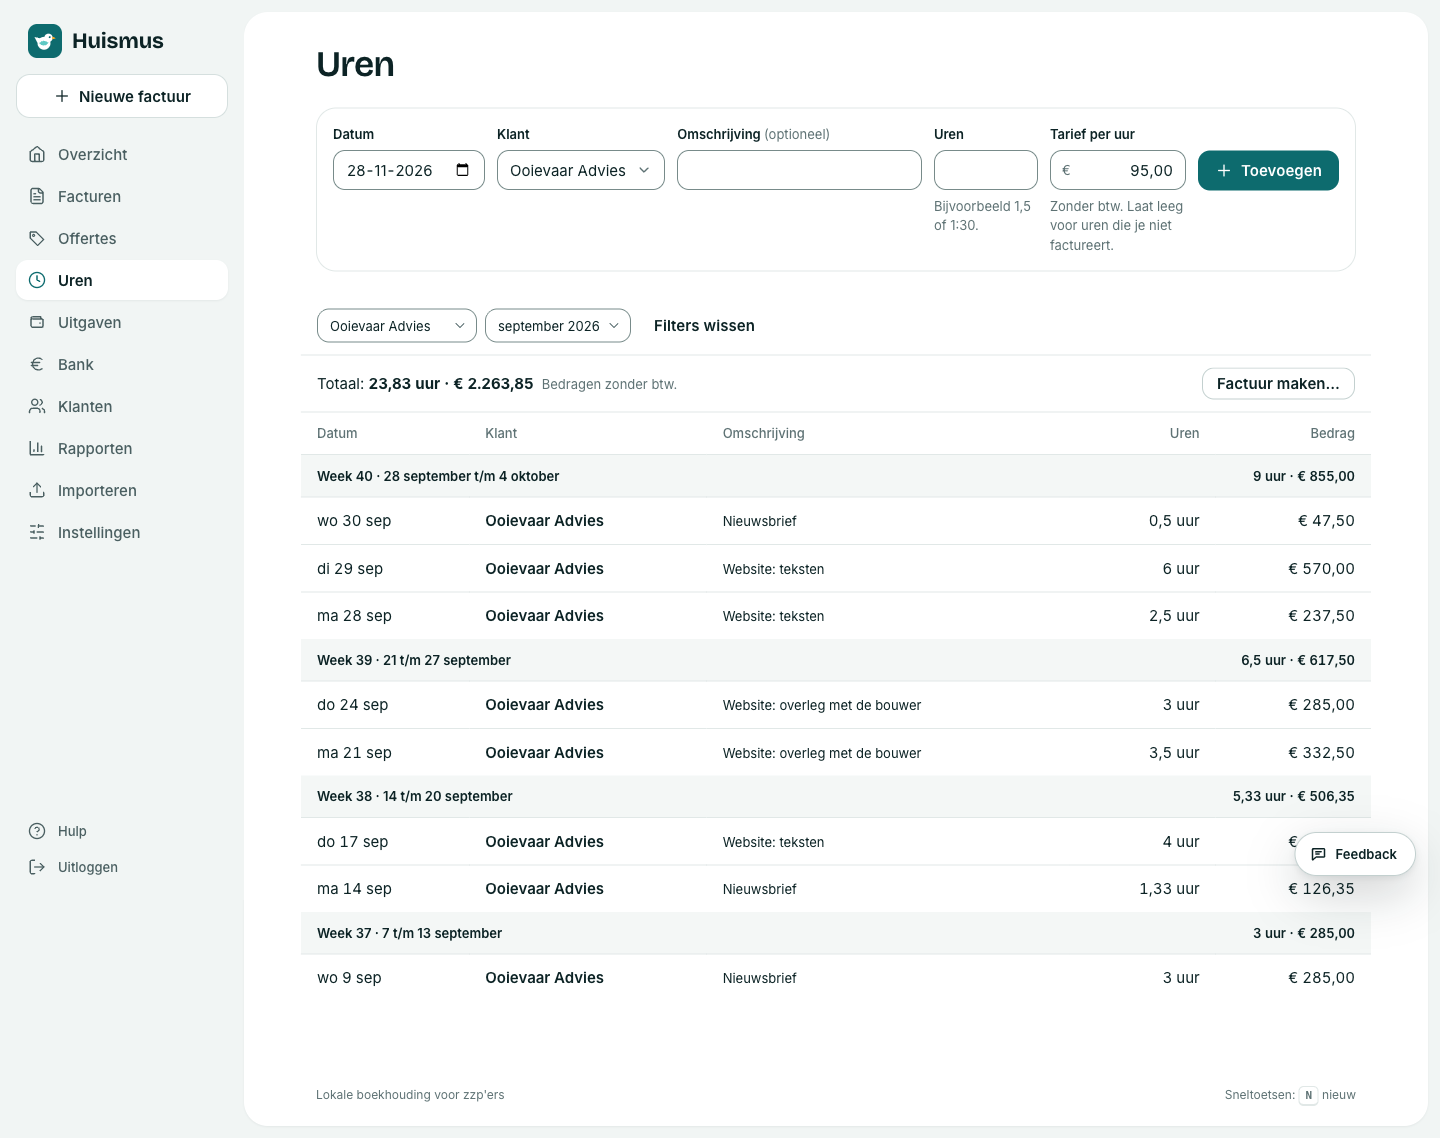 Huismus
Nieuwe factuur
Overzicht
Facturen
Offertes
Uren
Uitgaven
Bank
Klanten
Rapporten
Importeren
Instellingen
Hulp
Uitloggen
Uren
Datum Klant Omschrijving (optioneel) Uren Tarief per uur
28-11-2026 Ooievaar Advies € 95,00 Toevoegen
Bijvoorbeeld 1,5 of 1:30.
Zonder btw. Laat leeg voor uren die je niet factureert.
Ooievaar Advies september 2026 Filters wissen
Totaal: 23,83 uur · € 2.263,85 Bedragen zonder btw. Factuur maken...
Datum Klant Omschrijving Uren Bedrag
Week 40 · 28 september t/m 4 oktober 9 uur · € 855,00
wo 30 sep Ooievaar Advies Nieuwsbrief 0,5 uur € 47,50
di 29 sep Ooievaar Advies Website: teksten 6 uur € 570,00
ma 28 sep Ooievaar Advies Website: teksten 2,5 uur € 237,50
Week 39 · 21 t/m 27 september 6,5 uur · € 617,50
do 24 sep Ooievaar Advies Website: overleg met de bouwer 3 uur € 285,00
ma 21 sep Ooievaar Advies Website: overleg met de bouwer 3,5 uur € 332,50
Week 38 · 14 t/m 20 september 5,33 uur · € 506,35
do 17 sep Ooievaar Advies Website: teksten 4 uur €
Feedback
ma 14 sep Ooievaar Advies Nieuwsbrief 1,33 uur € 126,35
Week 37 · 7 t/m 13 september 3 uur · € 285,00
wo 9 sep Ooievaar Advies Nieuwsbrief 3 uur € 285,00
Lokale boekhouding voor zzp'ers Sneltoetsen: N nieuw